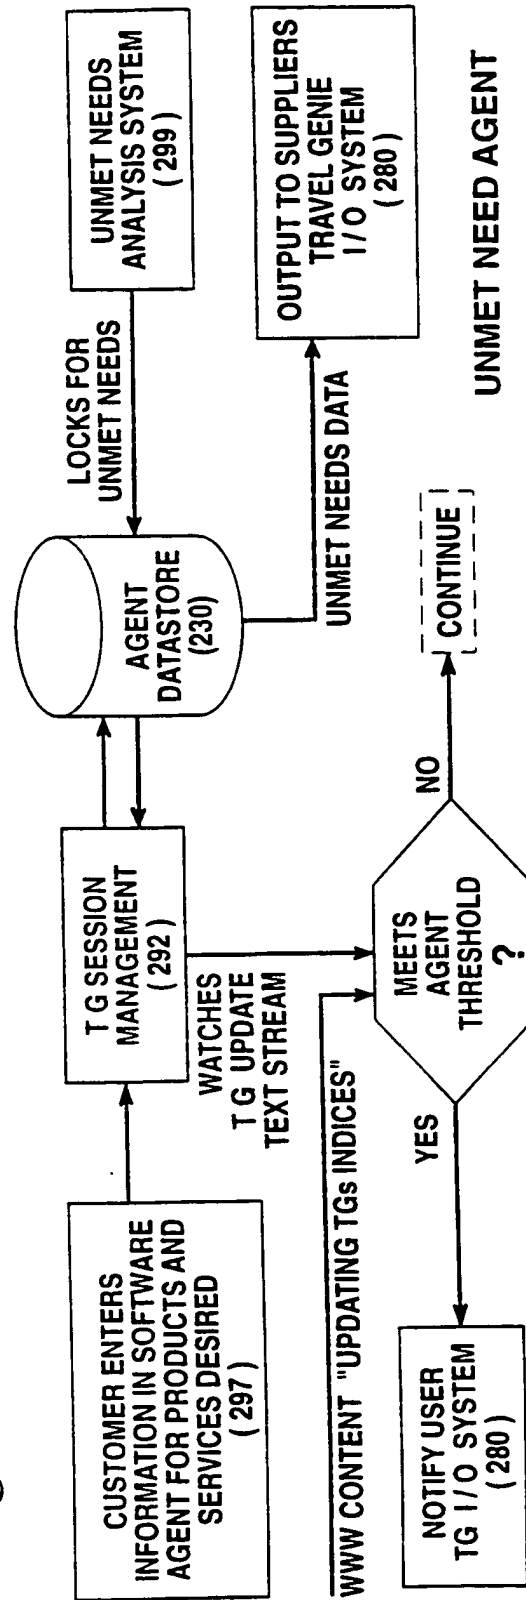 CUSTOMER ENTERS
INFORMATION IN SOFTWARE
AGENT FOR PRODUCTS AND
SERVICES DESIRED
(297)
T G SESSION
MANAGEMENT
(292)
AGENT
DATASTORE
(230)
LOCKS FOR
UNMET NEEDS
UNMET NEEDS
ANALYSIS SYSTEM
(299)
WATCHES
T G UPDATE
TEXT STREAM
UNMET NEEDS DATA
OUTPUT TO SUPPLIERS
TRAVEL GENIE
I/O SYSTEM
(280)
WWW CONTENT "UPDATING TGs INDICES"
MEETS
AGENT
THRESHOLD
?
YES
NO
CONTINUE
NOTIFY USER
TG I/O SYSTEM
(280)
UNMET NEED AGENT